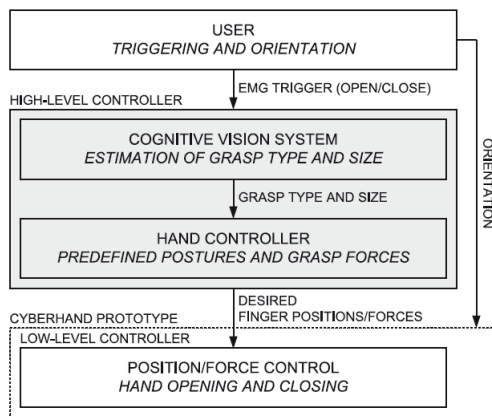 USER
TRIGGERING AND ORIENTATION
EMG TRIGGER (OPEN/CLOSE)
HIGH-LEVEL CONTROLLER
COGNITIVE VISION SYSTEM
ESTIMATION OF GRASP TYPE AND SIZE
ORIENTATION
GRASP TYPE AND SIZE
HAND CONTROLLER
PREDEFINED POSTURES AND GRASP FORCES
DESIRED
FINGER POSITIONS/FORCES
CYBERHAND PROTOTYPE
LOW-LEVEL CONTROLLER
POSITION/FORCE CONTROL
HAND OPENING AND CLOSING